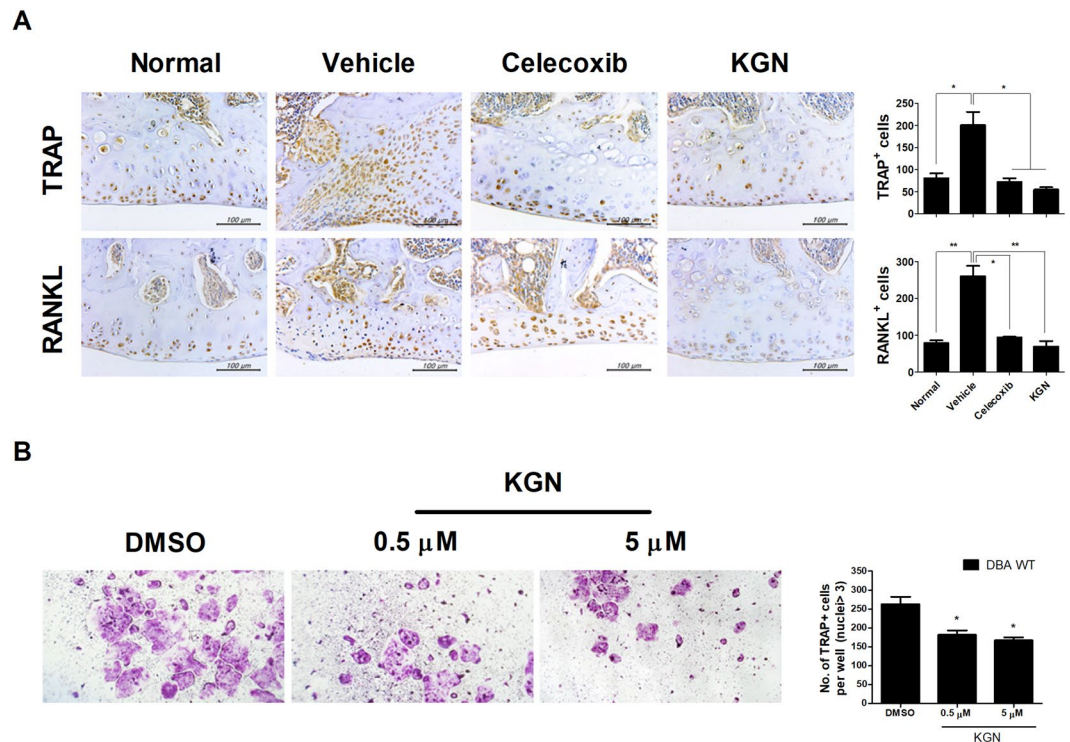 A
Normal Vehicle Celecoxib KGN
TRAP
100 µm 100 µm 100 µm 100 µm
TRAP+ cells
250
200
150
100
50
0
* *
RANKL
100 µm 100 µm 100 µm 100 µm
RANKL+ cells
300
200
100
0
** * **
Normal Vehicle Celecoxib KGN
B
KGN
DMSO 0.5 µM 5 µM
DBA WT
No. of TRAP+ cells
per well (nuclei> 3)
350
300
250
200
150
100
50
0
* *
DMSO 0.5 µM 5 µM
KGN